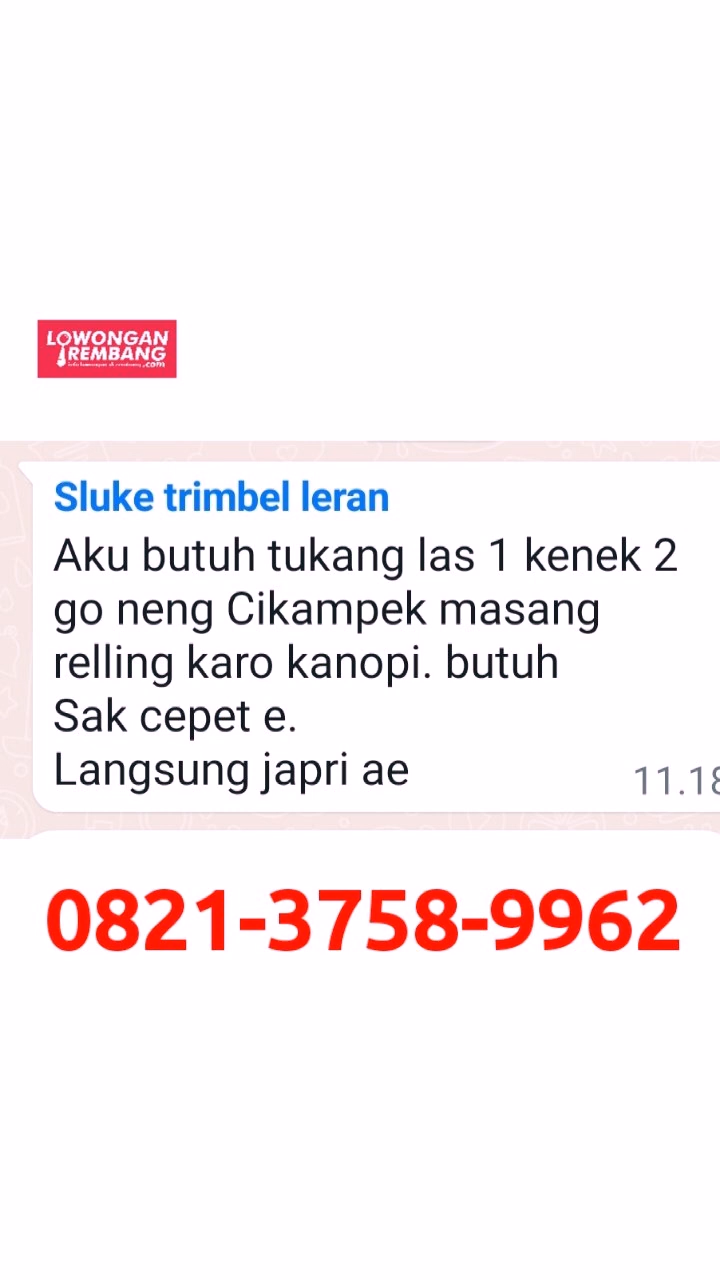 LOWONGAN
REMBANG
.com
Sluke trimbel leran
Aku butuh tukang las 1 kenek 2
go neng Cikampek masang
relling karo kanopi. butuh
Sak cepet e.
Langsung japri ae
11.18
0821-3758-9962